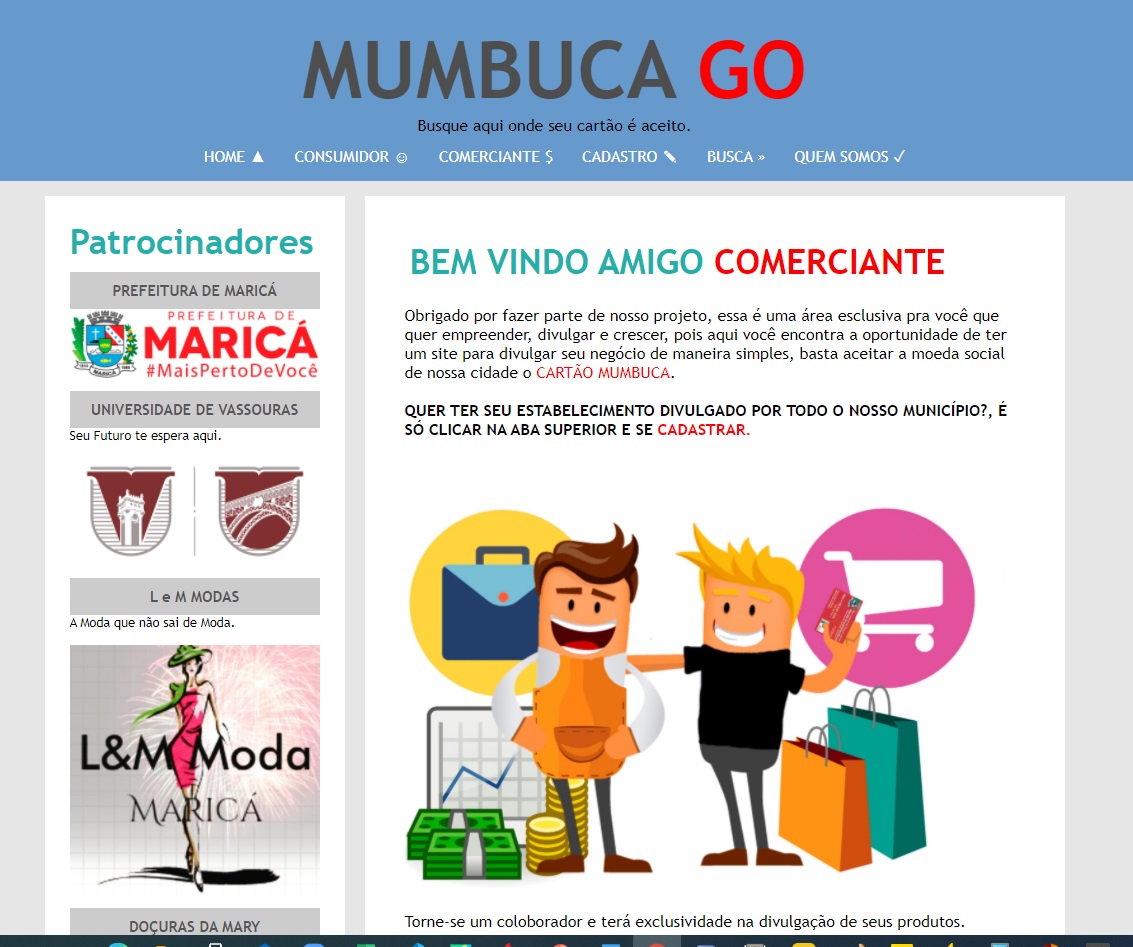 MUMBUCA GO
Busque aqui onde seu cartão é aceito.
HOME ▲ CONSUMIDOR ☺ COMERCIANTE $ CADASTRO ✎ BUSCA » QUEM SOMOS ✓
Patrocinadores
PREFEITURA DE MARICÁ
PREFEITURA DE
MARICÁ
#MaisPertoDeVocê
UNIVERSIDADE DE VASSOURAS
Seu Futuro te espera aqui.
L e M MODAS
A Moda que não sai de Moda.
L&M Moda
MARICÁ
DOÇURAS DA MARY
BEM VINDO AMIGO COMERCIANTE
Obrigado por fazer parte de nosso projeto, essa é uma área esclusiva pra você que
quer empreender, divulgar e crescer, pois aqui você encontra a oportunidade de ter
um site para divulgar seu negócio de maneira simples, basta aceitar a moeda social
de nossa cidade o CARTÃO MUMBUCA.
QUER TER SEU ESTABELECIMENTO DIVULGADO POR TODO O NOSSO MUNICÍPIO?, É
SÓ CLICAR NA ABA SUPERIOR E SE CADASTRAR.
Torne-se um coloborador e terá exclusividade na divulgação de seus produtos.